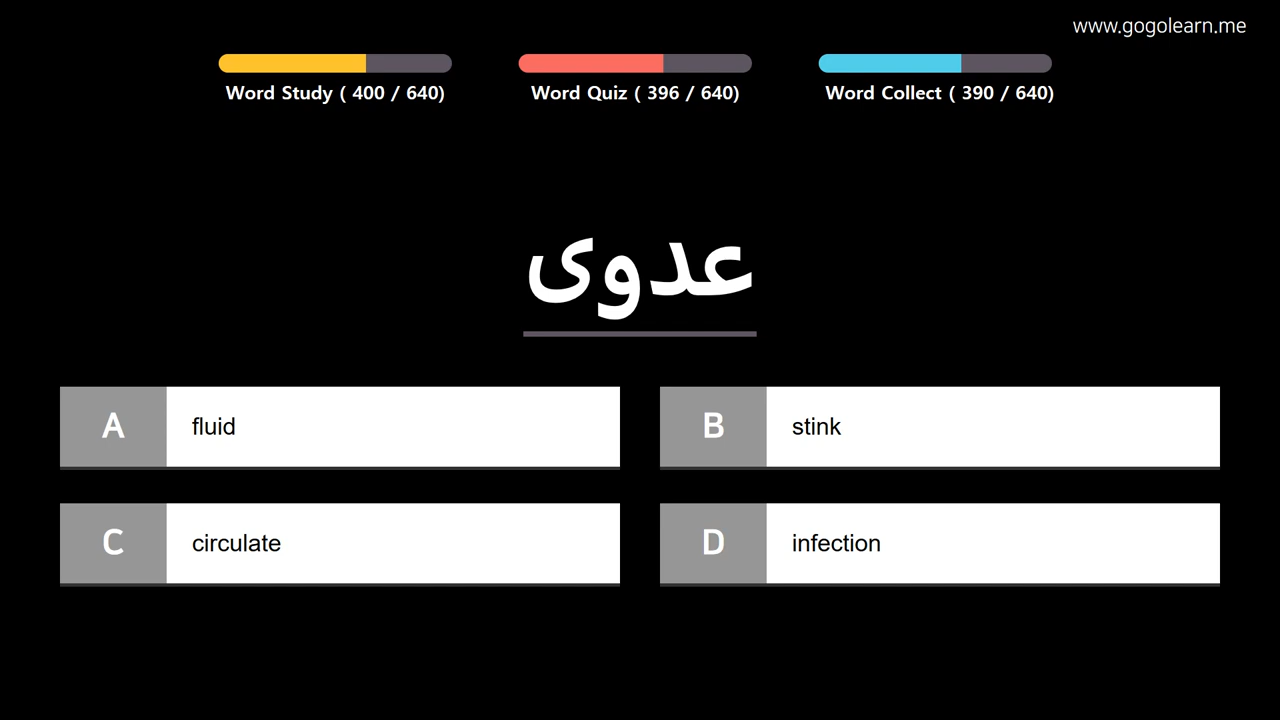 www.gogolearn.me
Word Study ( 400 / 640)
Word Quiz ( 396 / 640)
Word Collect ( 390 / 640)
عدوى
A
fluid
B
stink
C
circulate
D
infection